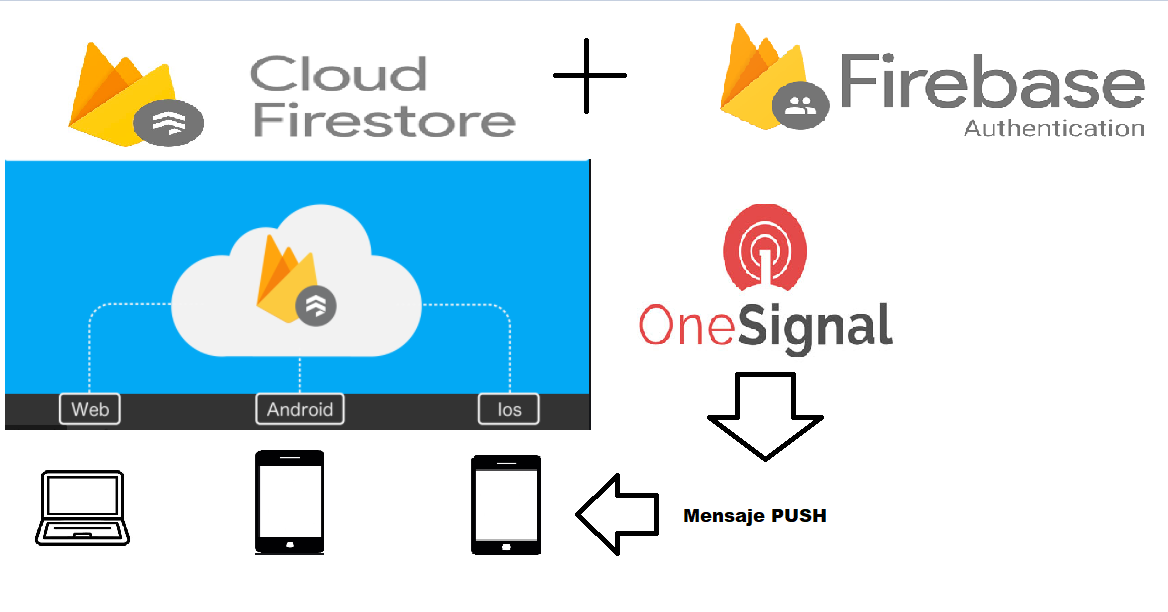 Cloud
Firestore
Firebase
Authentication
OneSignal
Web
Android
Ios
Mensaje PUSH